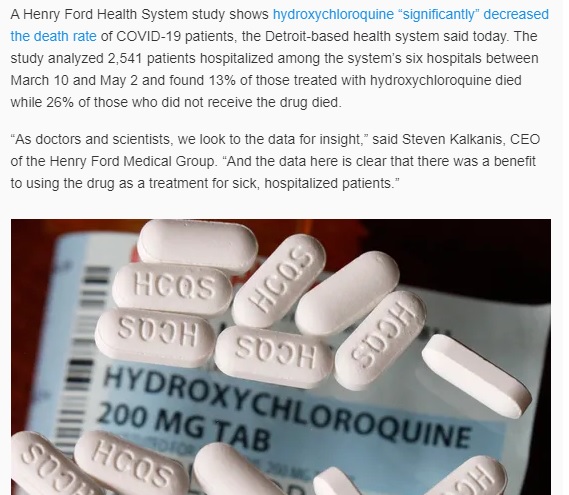 A Henry Ford Health System study shows hydroxychloroquine “significantly” decreased
the death rate of COVID-19 patients, the Detroit-based health system said today. The
study analyzed 2,541 patients hospitalized among the system’s six hospitals between
March 10 and May 2 and found 13% of those treated with hydroxychloroquine died
while 26% of those who did not receive the drug died.
“As doctors and scientists, we look to the data for insight,” said Steven Kalkanis, CEO
of the Henry Ford Medical Group. “And the data here is clear that there was a benefit
to using the drug as a treatment for sick, hospitalized patients.”
HCQS
HCQS
HCQS
HCQS
HCQS
HYDROXYCHLOROQUINE
200 MG TAB
HCQS
HCQS
HCQ